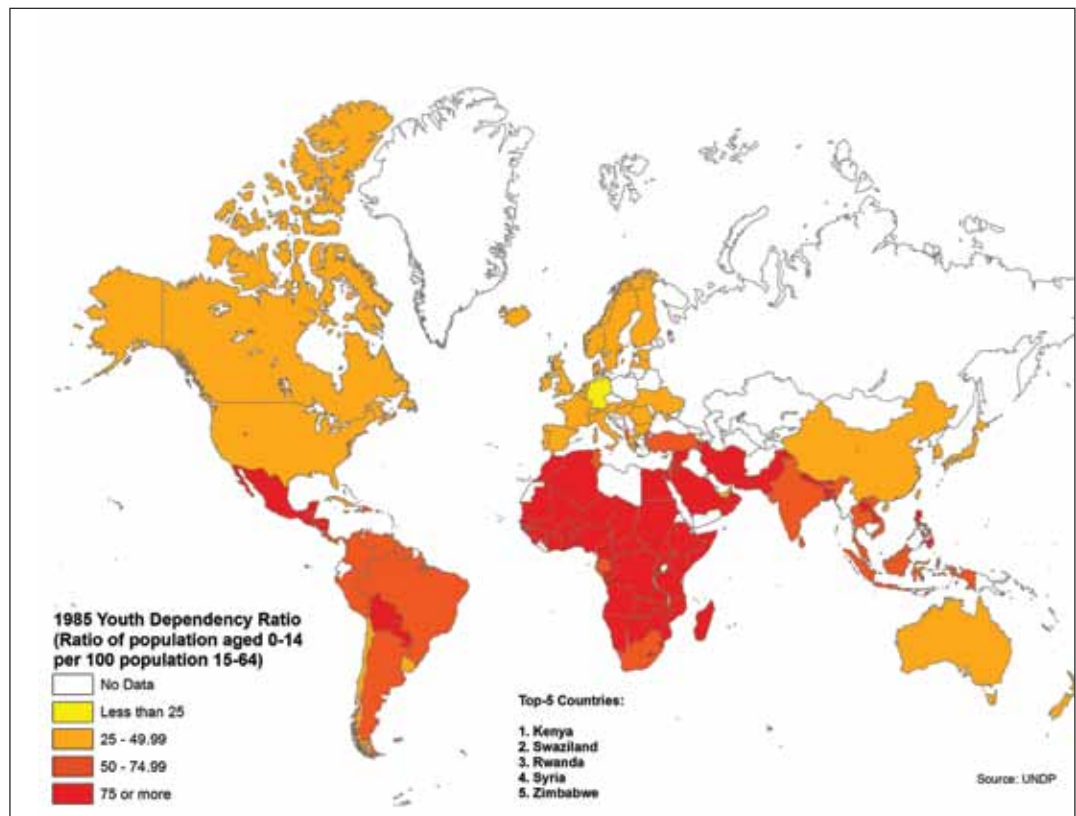 1985 Youth Dependency Ratio
(Ratio of population aged 0-14
per 100 population 15-64)
No Data
Less than 25
25 - 49.99
50 - 74.99
75 or more
Top-5 Countries:
1. Kenya
2. Swaziland
3. Rwanda
4. Syria
5. Zimbabwe
Source: UNDP